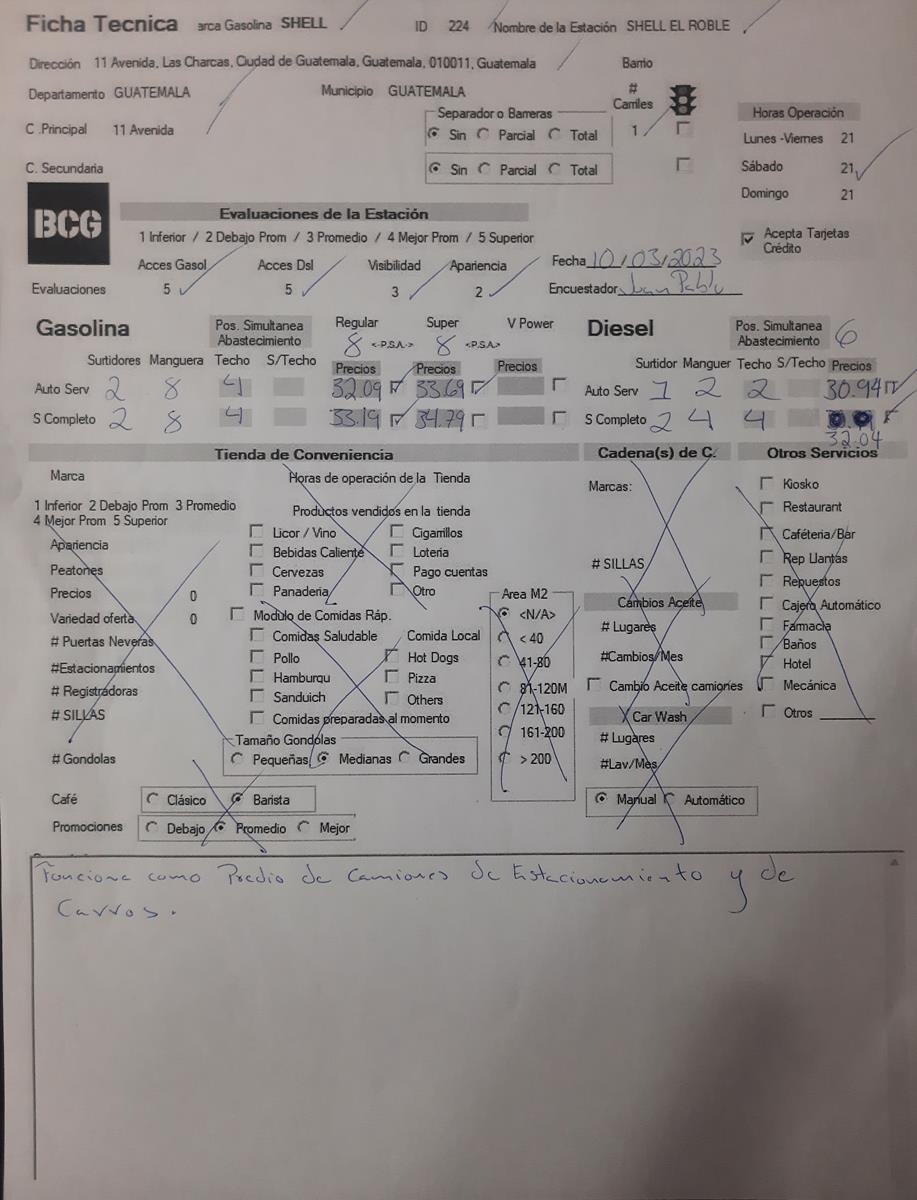 Ficha Tecnica arca Gasolina SHELL ID 224 Nombre de la Estación SHELL EL ROBLE
Dirección 11 Avenida, Las Charcas, Ciudad de Guatemala, Guatemala, 010011, Guatemala Barrio
Departamento GUATEMALA Municipio GUATEMALA # Carriles
Separador o Barreras Horas Operación
C .Principal 11 Avenida Sin Parcial Total 1 Lunes -Viernes 21
C. Secundaria Sin Parcial Total Sábado 21
Domingo 21
BCG
Evaluaciones de la Estación
1 Inferior / 2 Debajo Prom / 3 Promedio / 4 Mejor Prom / 5 Superior
Acepta Tarjetas Crédito
Acces Gasol Acces Dsl Visibilidad Apariencia Fecha 10/03/2023
Evaluaciones 5 5 3 2 Encuestador Juan Pablo
Gasolina Pos. Simultanea Abastecimiento Regular Super V Power
8 <-P.S.A.-> 8 <-P.S.A.>
Surtidores Manguera Techo S/Techo Precios Precios Precios
Auto Serv 2 8 4 32.09 33.69
S Completo 2 8 4 33.19 34.79
Diesel Pos. Simultanea Abastecimiento 6
Surtidor Manguer Techo S/Techo Precios
Auto Serv 1 2 2 30.94
S Completo 2 4 4
32.04
Tienda de Conveniencia
Marca Horas de operación de la Tienda
1 Inferior 2 Debajo Prom 3 Promedio
4 Mejor Prom 5 Superior
Apariencia
Peatones
Precios 0
Variedad oferta 0
# Puertas Neveras
#Estacionamientos
# Registradoras
# SILLAS
# Gondolas
Productos vendidos en la tienda
Licor / Vino Cigarrillos
Bebidas Caliente Loteria
Cervezas Pago cuentas
Panaderia Otro
Modulo de Comidas Ráp.
Comidas Saludable Comida Local
Pollo Hot Dogs
Hamburqu Pizza
Sanduich Others
Comidas preparadas al momento
Tamaño Gondolas
Pequeñas Medianas Grandes
Area M2
<N/A>
< 40
41-80
81-120M
121-160
161-200
> 200
Café Clásico Barista
Promociones Debajo Promedio Mejor
Cadena(s) de C.
Marcas:
# SILLAS
Cambios Aceite
# Lugares
#Cambios/Mes
Cambio Aceite camiones
Car Wash
# Lugares
#Lav/Mes
Manual Automático
Otros Servicios
Kiosko
Restaurant
Caféteria/Bar
Rep Llantas
Repuestos
Cajero Automático
Farmacia
Baños
Hotel
Mecánica
Otros
Funciona como Predio de Camiones de Estacionamiento y de
Carros.